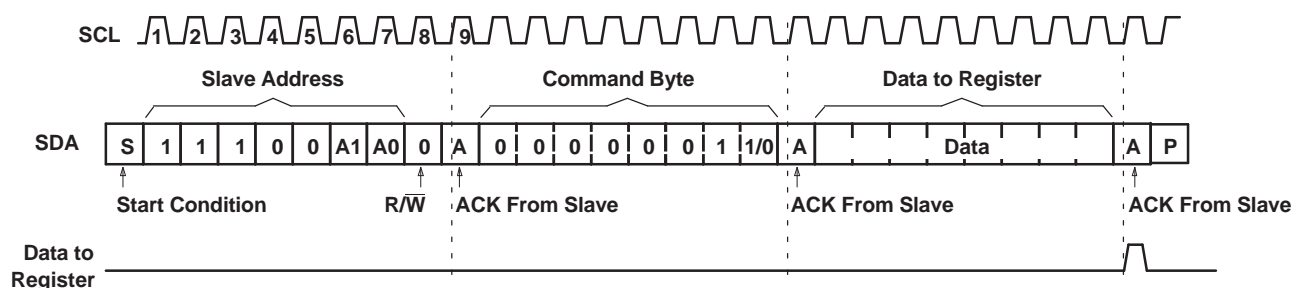 SCL 1 2 3 4 5 6 7 8 9
Slave Address Command Byte Data to Register
SDA S 1 1 1 0 0 A1 A0 0 A 0 0 0 0 0 0 1 1/0 A Data A P
Start Condition R/W ACK From Slave ACK From Slave ACK From Slave
Data to
Register